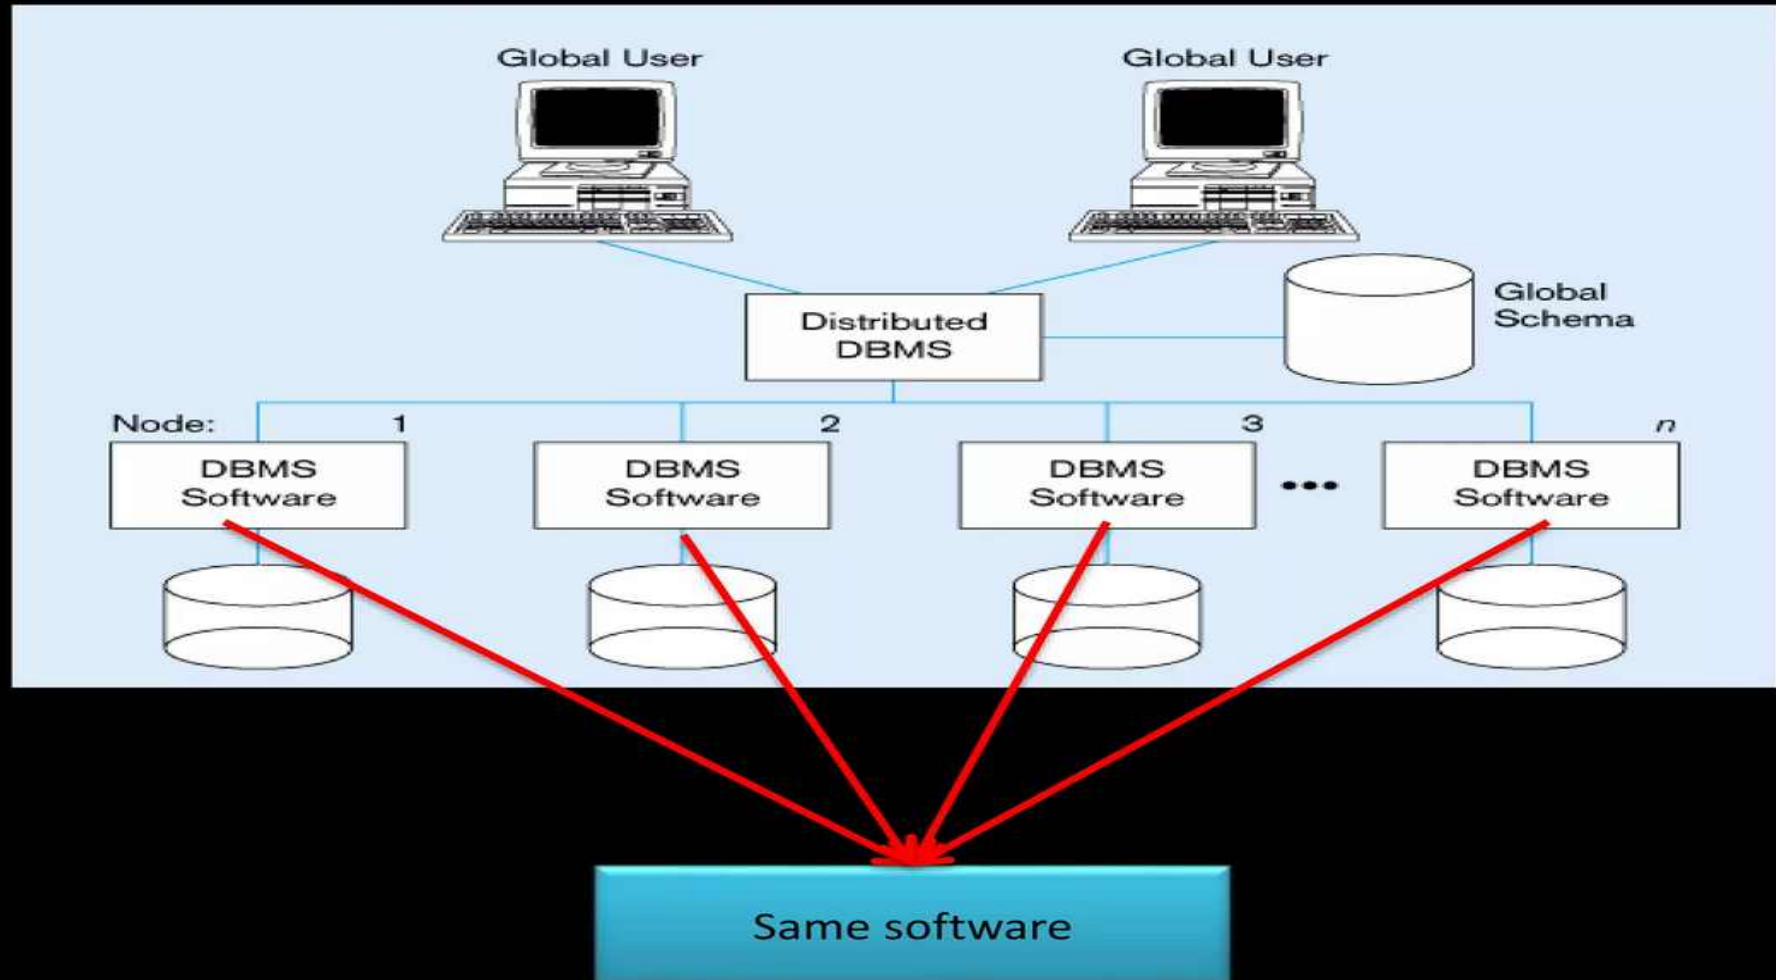 Global User
Global User
Distributed
DBMS
Global
Schema
Node: 1 2 3 n
DBMS
Software
DBMS
Software
DBMS
Software
•••
DBMS
Software
Same software